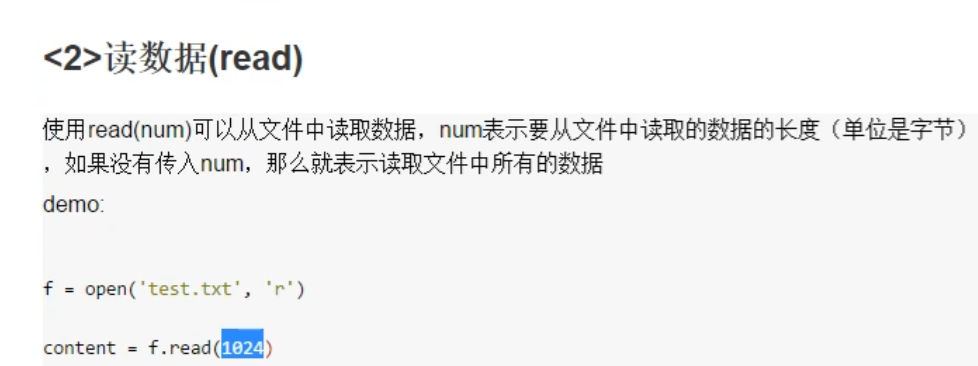 <2>读数据(read)
使用read(num)可以从文件中读取数据，num表示要从文件中读取的数据的长度（单位是字节）
，如果没有传入num，那么就表示读取文件中所有的数据
demo:
f = open('test.txt', 'r')
content = f.read(1024)